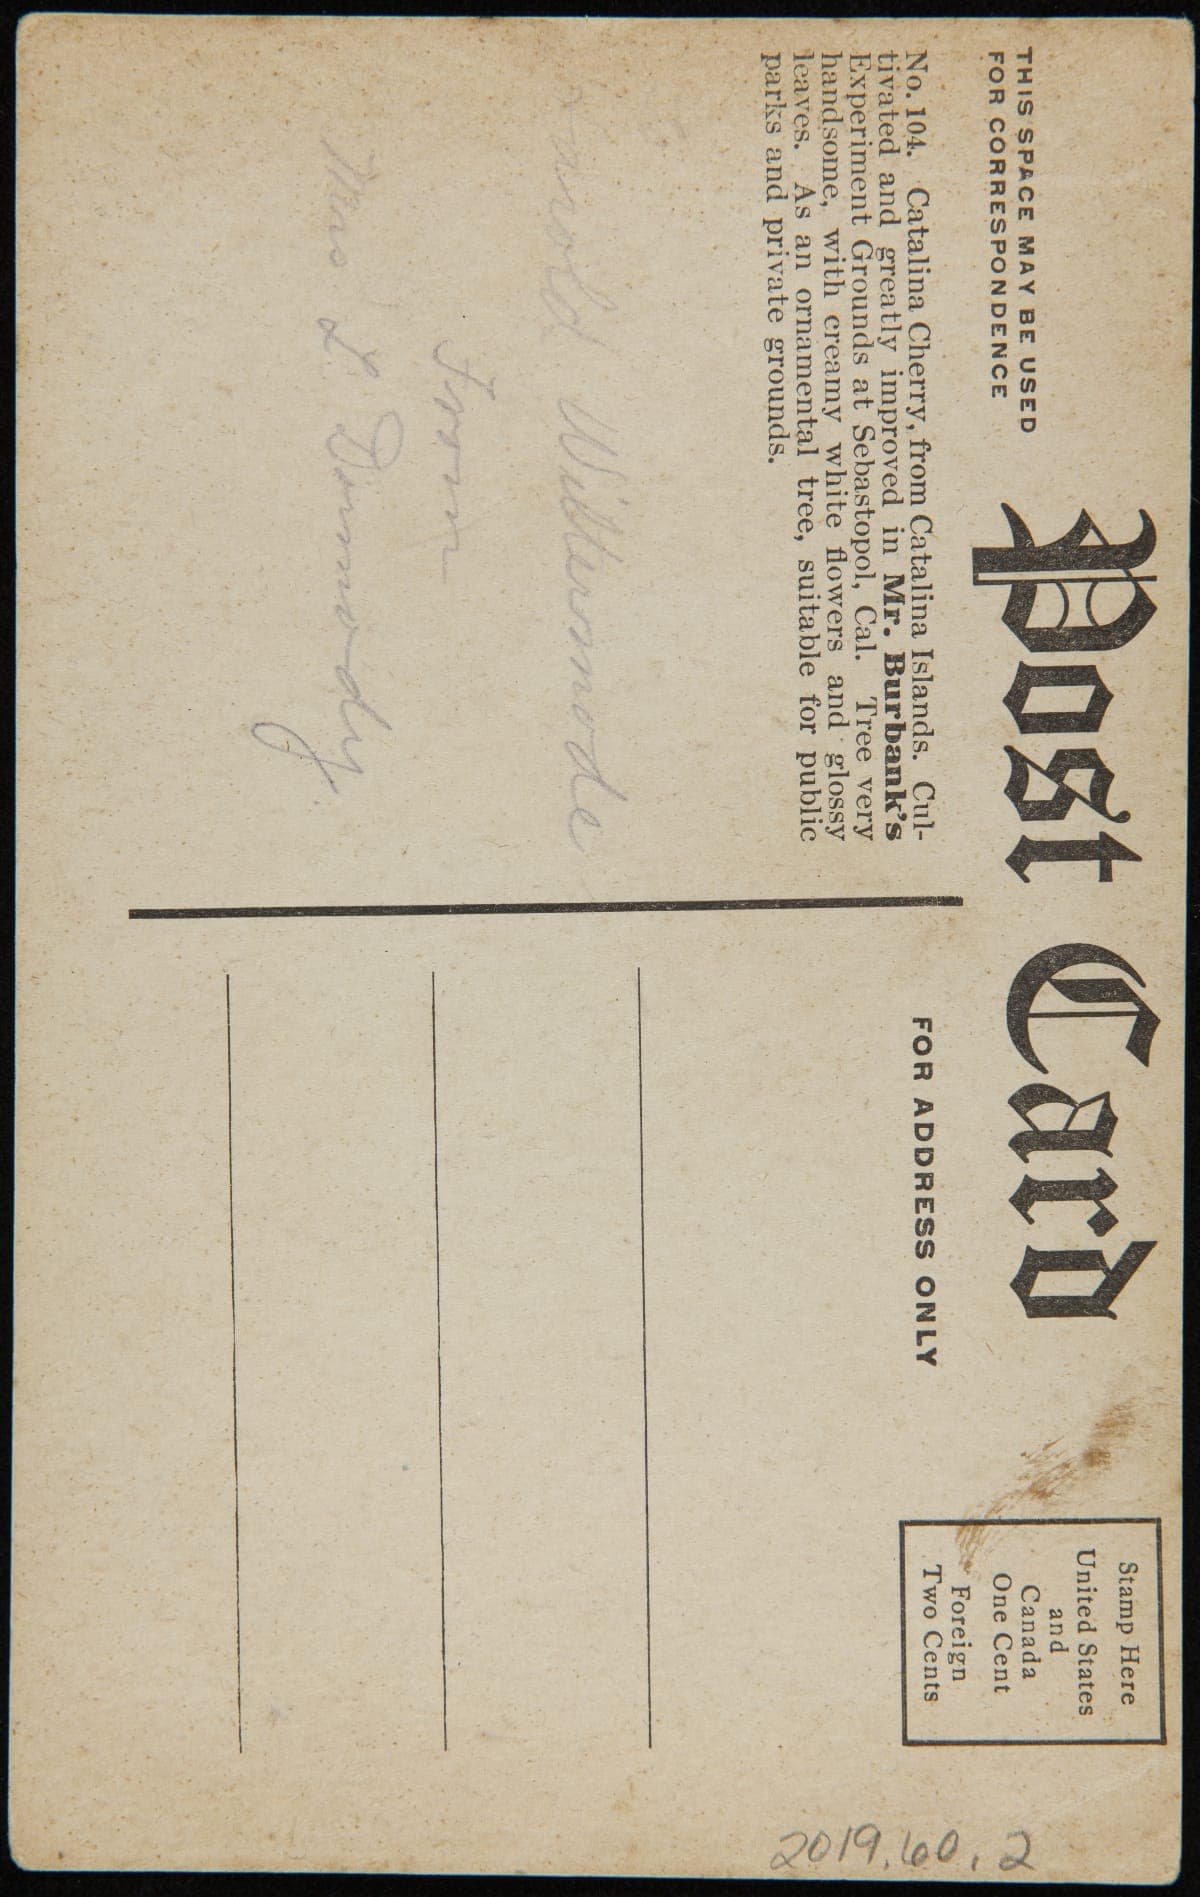 THIS SPACE MAY BE USED
FOR CORRESPONDENCE
Post Card
No. 104. Catalina Cherry, from Catalina Islands. Cul-
tivated and greatly improved in Mr. Burbank's
Experiment Grounds at Sebastopol, Cal. Tree very
handsome, with creamy white flowers and glossy
leaves. As an ornamental tree, suitable for public
parks and private grounds.
From
Mrs L. Dormody.
FOR ADDRESS ONLY
Stamp Here
United States
and
Canada
One Cent
Foreign
Two Cents
2019.60.2